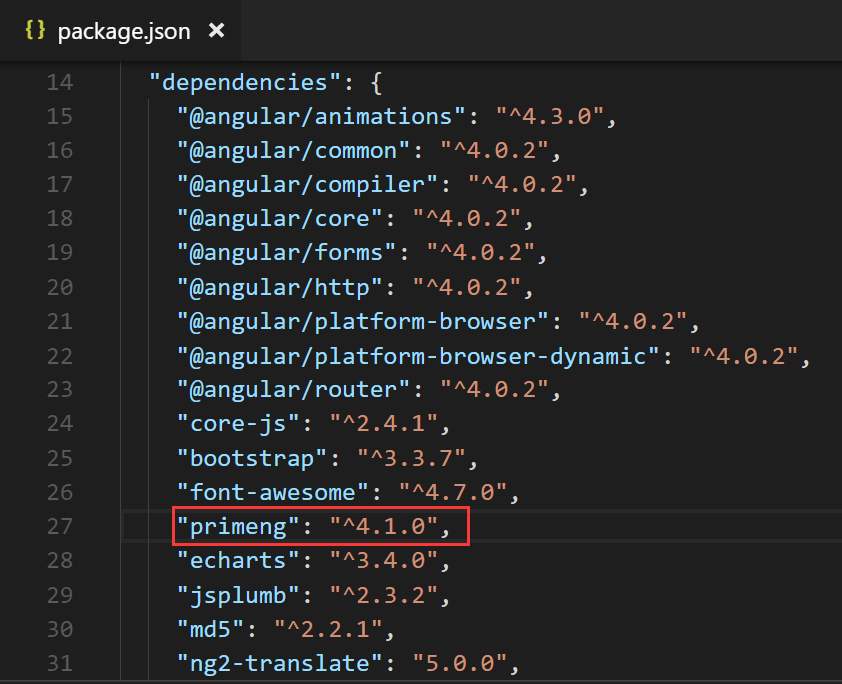 {} package.json ×
14 "dependencies": {
15 "@angular/animations": "^4.3.0",
16 "@angular/common": "^4.0.2",
17 "@angular/compiler": "^4.0.2",
18 "@angular/core": "^4.0.2",
19 "@angular/forms": "^4.0.2",
20 "@angular/http": "^4.0.2",
21 "@angular/platform-browser": "^4.0.2",
22 "@angular/platform-browser-dynamic": "^4.0.2",
23 "@angular/router": "^4.0.2",
24 "core-js": "^2.4.1",
25 "bootstrap": "^3.3.7",
26 "font-awesome": "^4.7.0",
27 "primeng": "^4.1.0",
28 "echarts": "^3.4.0",
29 "jsplumb": "^2.3.2",
30 "md5": "^2.2.1",
31 "ng2-translate": "5.0.0",